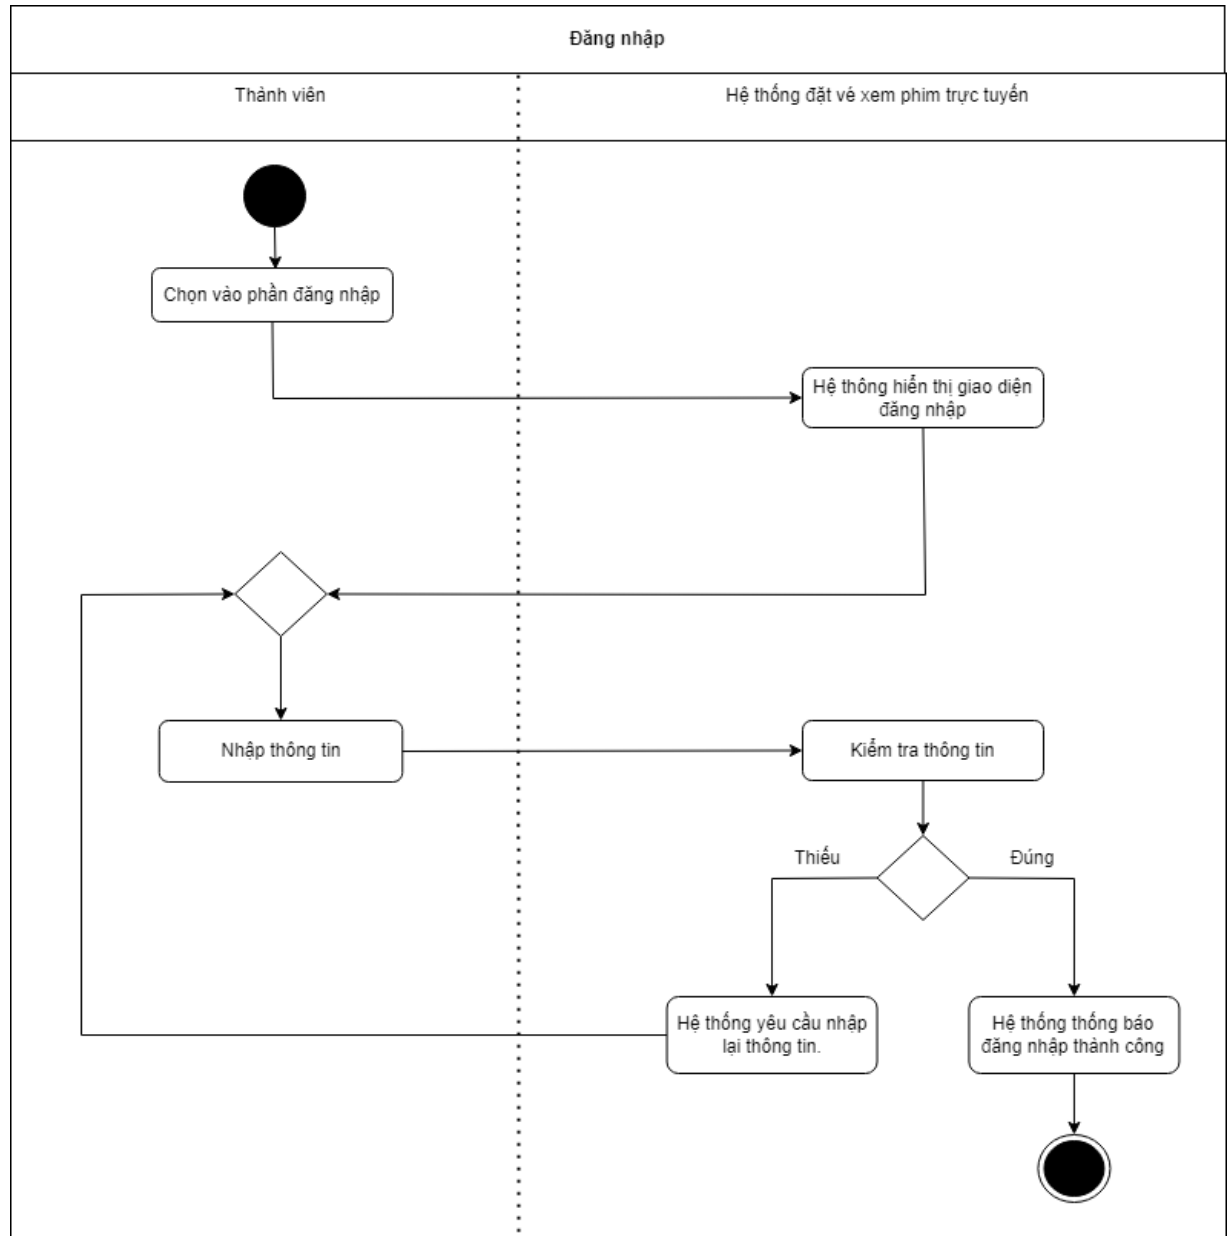 Đăng nhập
Thành viên
Hệ thống đặt vé xem phim trực tuyến
Chọn vào phần đăng nhập
Hệ thông hiển thị giao diện
đăng nhập
Nhập thông tin
Kiểm tra thông tin
Thiếu
Đúng
Hệ thống yêu cầu nhập
lại thông tin.
Hệ thống thống báo
đăng nhập thành công